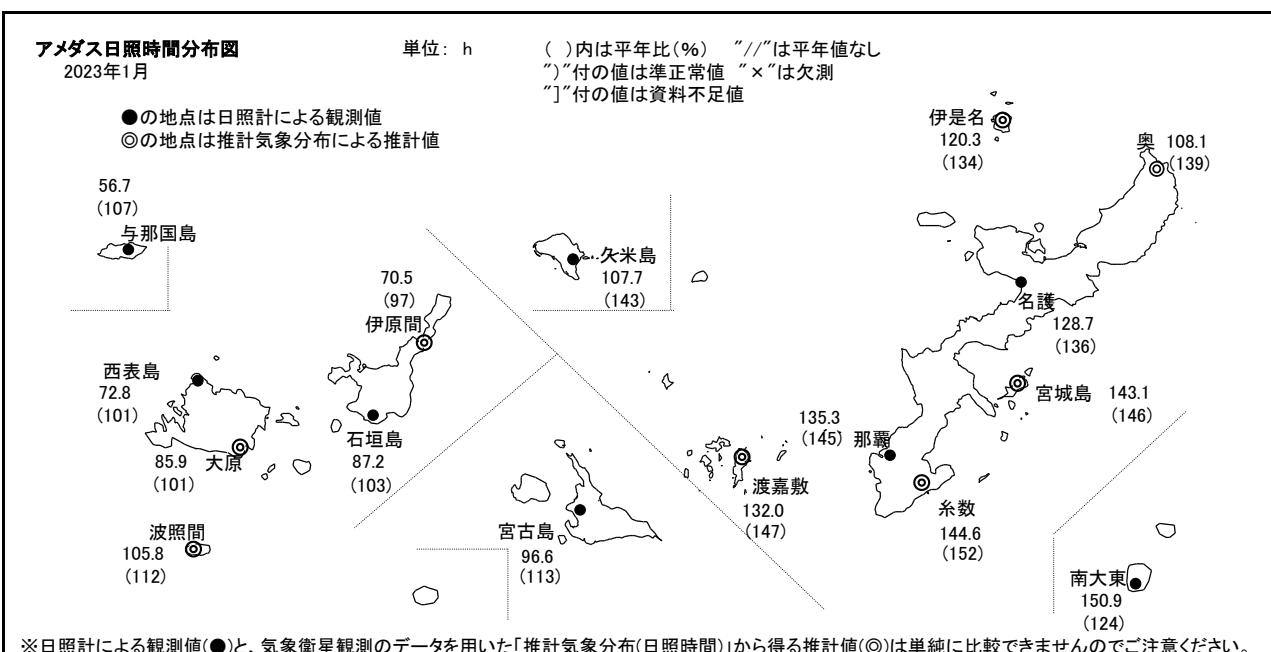 アメダス日照時間分布図 単位: h ( )内は平年比(%) "//"は平年値なし
2023年1月 ")"付の値は準正常値 "×"は欠測
"]"付の値は資料不足値
●の地点は日照計による観測値
◎の地点は推計気象分布による推計値
伊是名
120.3
(134)
奥 108.1
(139)
56.7
(107)
与那国島
久米島
107.7
(143)
70.5
(97)
伊原間
名護
128.7
(136)
西表島
72.8
(101)
宮城島 143.1
(146)
135.3
(145) 那覇
石垣島
87.2
(103)
大原
85.9
(101)
渡嘉敷
132.0
(147)
糸数
144.6
(152)
波照間
105.8
(112)
宮古島
96.6
(113)
南大東
150.9
(124)
※日照計による観測値(●)と、気象衛星観測のデータを用いた「推計気象分布(日照時間)」から得る推計値(◎)は単純に比較できませんのでご注意ください。